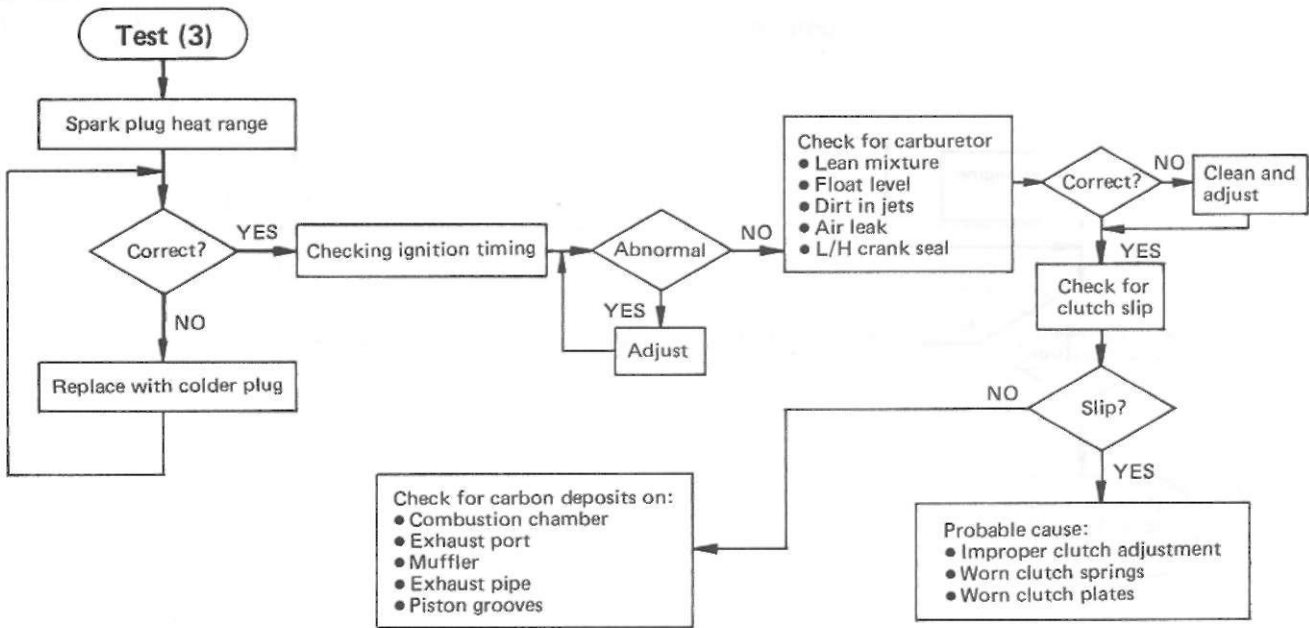 Test (3)
Spark plug heat range
Correct?
YES
NO
Replace with colder plug
Checking ignition timing
Abnormal
NO
YES
Adjust
Check for carburetor
● Lean mixture
● Float level
● Dirt in jets
● Air leak
● L/H crank seal
Correct?
NO
Clean and
adjust
YES
Check for
clutch slip
Slip?
NO
YES
Check for carbon deposits on:
● Combustion chamber
● Exhaust port
● Muffler
● Exhaust pipe
● Piston grooves
Probable cause:
● Improper clutch adjustment
● Worn clutch springs
● Worn clutch plates